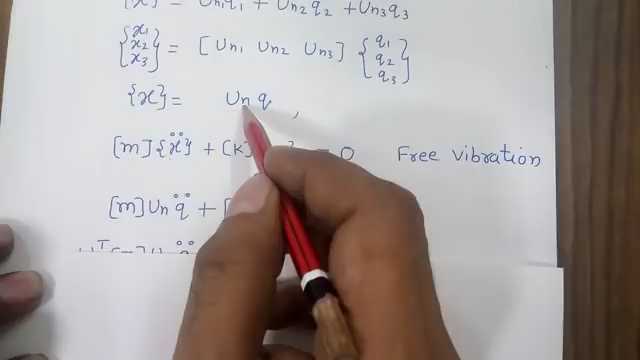 {x} = Un1q1 + Un2 q2 + Un3 q3
{x1 x2 x3} = [Un1 Un2 Un3] {q1 q2 q3}
{x} = Un q ,
[m]{ẍ} + [K] } = 0 Free vibration
[m]Un q̈ + [